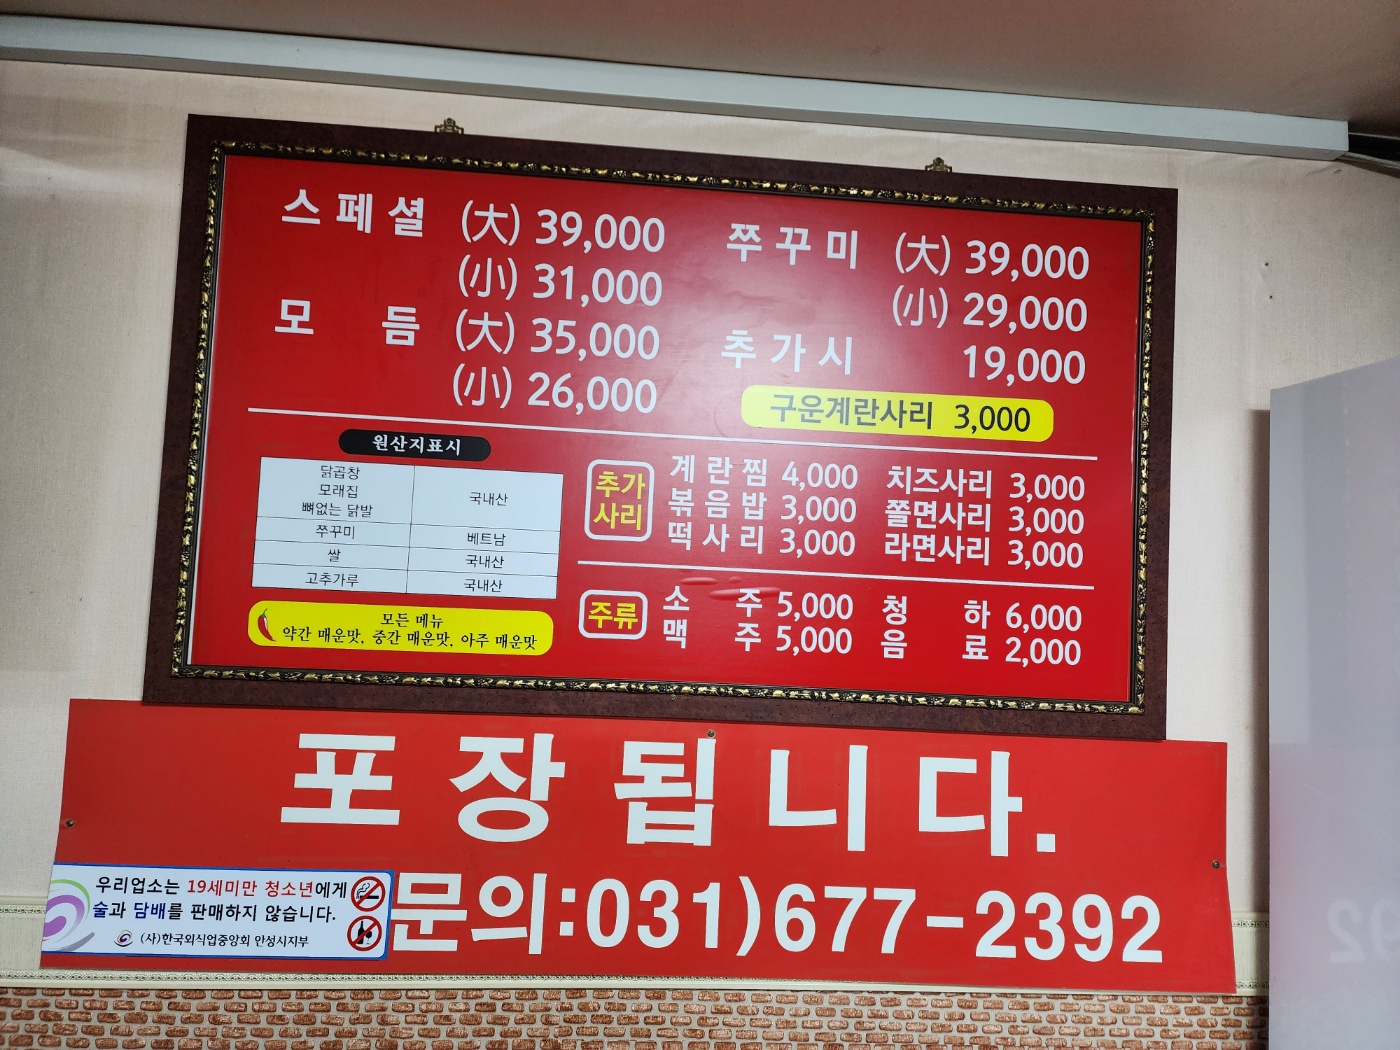 스페셜 (大) 39,000
(小) 31,000
모 듬 (大) 35,000
(小) 26,000
쭈꾸미 (大) 39,000
(小) 29,000
추가시 19,000
구운계란사리 3,000
원산지표시
닭곱창
모래집
뼈없는 닭발
국내산
쭈꾸미 베트남
쌀 국내산
고추가루 국내산
모든 메뉴
약간 매운맛, 중간 매운맛, 아주 매운맛
추가
사리
계란찜 4,000 치즈사리 3,000
볶음밥 3,000 쫄면사리 3,000
떡사리 3,000 라면사리 3,000
주류
소 주 5,000 청 하 6,000
맥 주 5,000 음 료 2,000
포장됩니다.
문의:031)677-2392
우리업소는 19세미만 청소년에게
술과 담배를 판매하지 않습니다.
(사)한국외식업중앙회 안성시지부
92